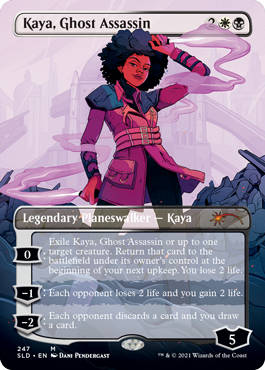 Kaya, Ghost Assassin 2
Legendary Planeswalker — Kaya
Exile Kaya, Ghost Assassin or up to one
0 target creature. Return that card to the
battlefield under its owner's control at the
beginning of your next upkeep. You lose 2 life.
-1 Each opponent loses 2 life and you gain 2 life.
-2 Each opponent discards a card and you draw
a card.
5
247 M
SLD • EN DANI PENDERGAST
™ & © 2021 Wizards of the Coast